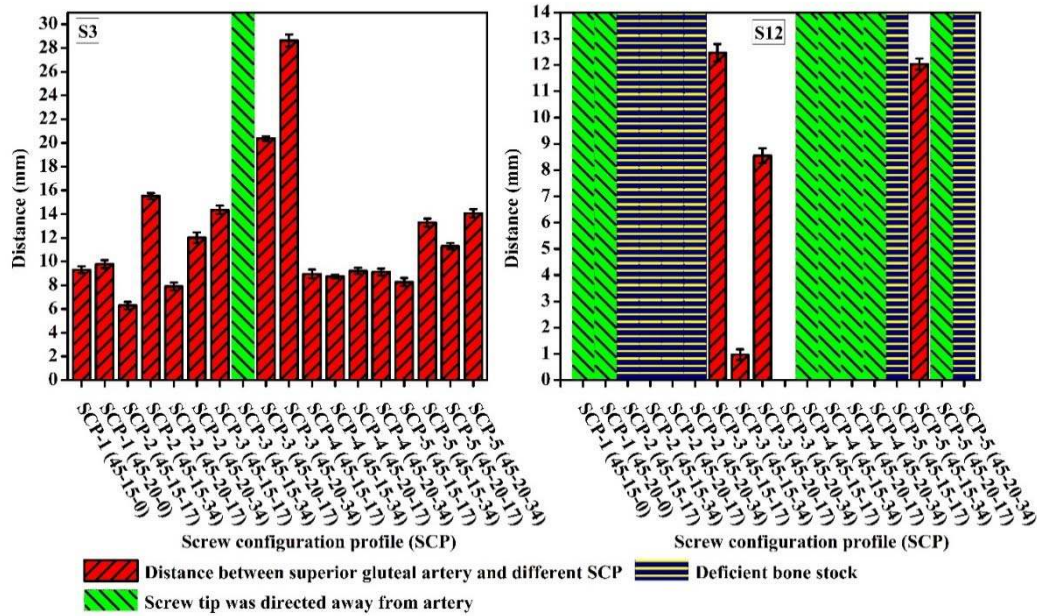 S3
30
28
26
24
22
20
18
16
14
12
10
8
6
4
2
0
Distance (mm)
SCP-1 (45-15-0)
SCP-1 (45-20-0)
SCP-2 (45-15-17)
SCP-2 (45-15-34)
SCP-2 (45-20-17)
SCP-2 (45-20-34)
SCP-3 (45-15-17)
SCP-3 (45-15-34)
SCP-3 (45-20-17)
SCP-3 (45-20-34)
SCP-4 (45-15-17)
SCP-4 (45-15-34)
SCP-4 (45-20-17)
SCP-4 (45-20-34)
SCP-5 (45-15-17)
SCP-5 (45-15-34)
SCP-5 (45-20-17)
SCP-5 (45-20-34)
Screw configuration profile (SCP)
S12
14
13
12
11
10
9
8
7
6
5
4
3
2
1
0
Distance (mm)
SCP-1 (45-15-0)
SCP-1 (45-20-0)
SCP-2 (45-15-17)
SCP-2 (45-15-34)
SCP-2 (45-20-17)
SCP-2 (45-20-34)
SCP-3 (45-15-17)
SCP-3 (45-15-34)
SCP-3 (45-20-17)
SCP-3 (45-20-34)
SCP-4 (45-15-17)
SCP-4 (45-15-34)
SCP-4 (45-20-17)
SCP-4 (45-20-34)
SCP-5 (45-15-17)
SCP-5 (45-15-34)
SCP-5 (45-20-17)
SCP-5 (45-20-34)
Screw configuration profile (SCP)
Distance between superior gluteal artery and different SCP
Deficient bone stock
Screw tip was directed away from artery